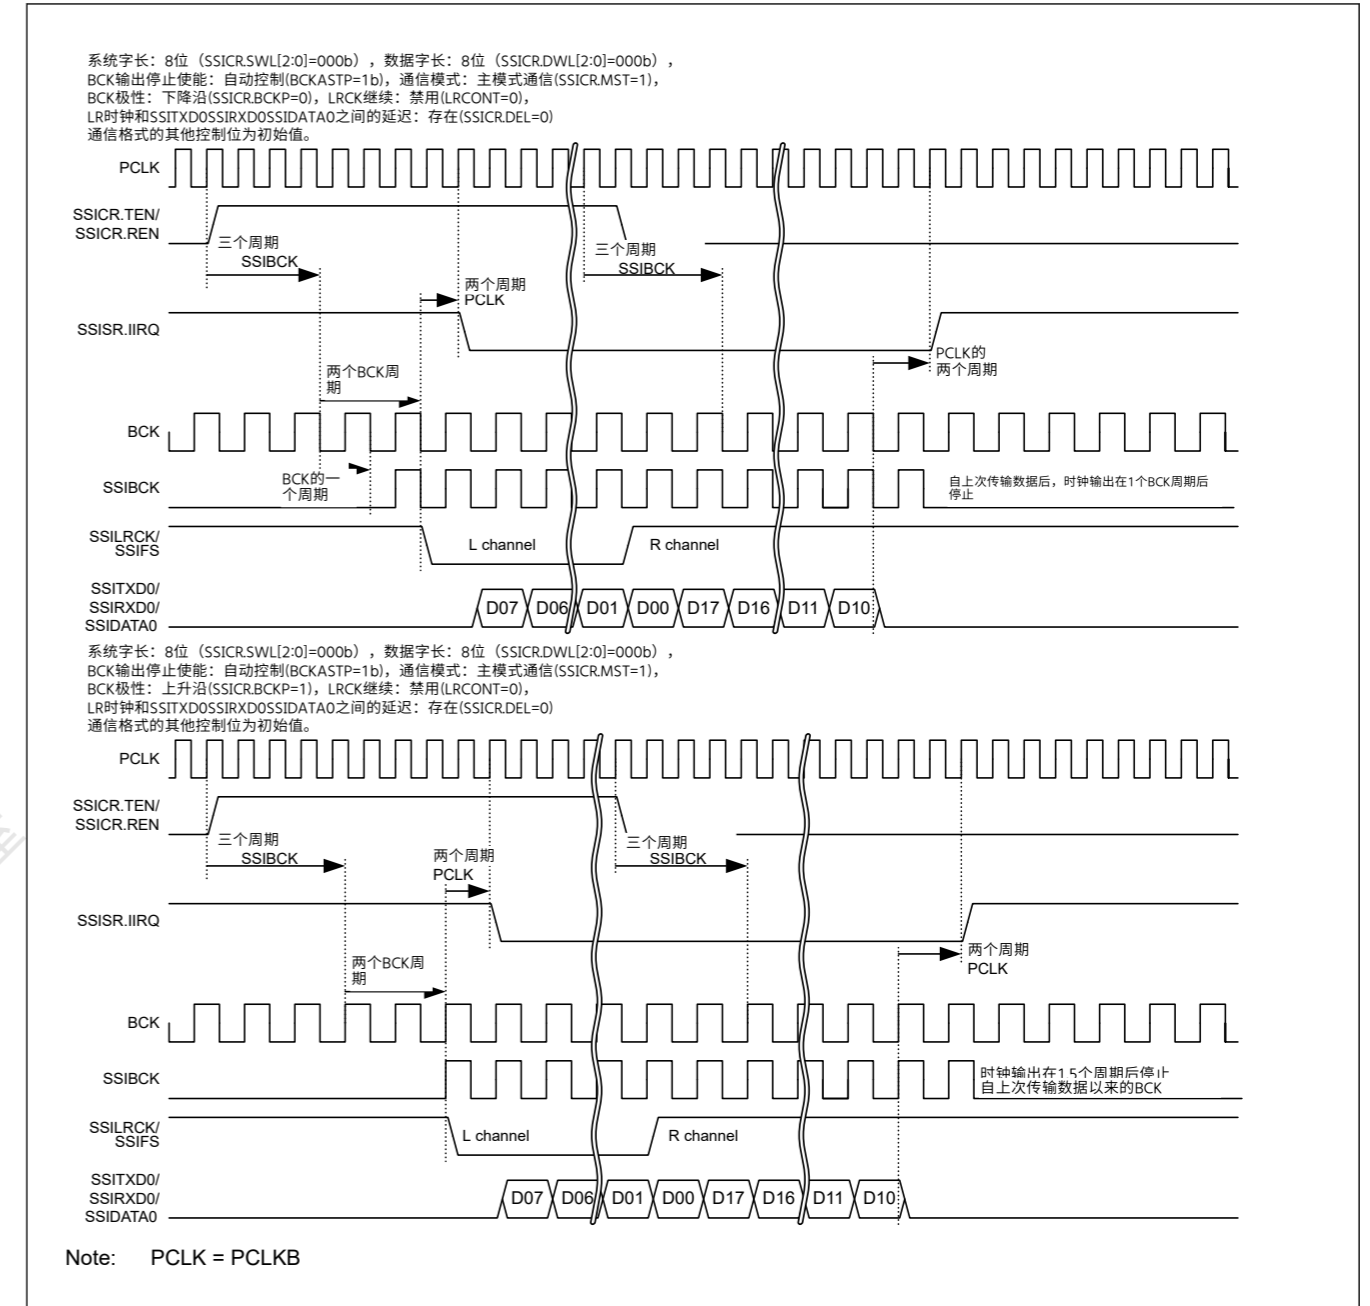 系统字长：8位（SSICR.SWL[2:0]=000b），数据字长：8位（SSICR.DWL[2:0]=000b），
BCK输出停止使能：自动控制(BCKASTP=1b)，通信模式：主模式通信(SSICR.MST=1)，
BCK极性：下降沿(SSICR.BCKP=0)，LRCK继续：禁用(LRCONT=0)，
LR时钟和SSITXD0SSIRXD0SSIDATA0之间的延迟：存在(SSICR.DEL=0)
通信格式的其他控制位为初始值。
PCLK
SSICR.TEN/
SSICR.REN
三个周期
SSIBCK
三个周期
SSIBCK
两个周期
PCLK
SSISR.IIRQ
PCLK的
两个周期
两个BCK周
期
BCK
BCK的一
个周期
SSIBCK
自上次传输数据后，时钟输出在1个BCK周期后
停止
SSILRCK/
SSIFS
L channel
R channel
SSITXD0/
SSIRXD0/
SSIDATA0
D07 D06 D01 D00 D17 D16 D11 D10
系统字长：8位（SSICR.SWL[2:0]=000b），数据字长：8位（SSICR.DWL[2:0]=000b），
BCK输出停止使能：自动控制(BCKASTP=1b)，通信模式：主模式通信(SSICR.MST=1)，
BCK极性：上升沿(SSICR.BCKP=1)，LRCK继续：禁用(LRCONT=0)，
LR时钟和SSITXD0SSIRXD0SSIDATA0之间的延迟：存在(SSICR.DEL=0)
通信格式的其他控制位为初始值。
PCLK
SSICR.TEN/
SSICR.REN
三个周期
SSIBCK
两个周期
PCLK
三个周期
SSIBCK
SSISR.IIRQ
两个周期
PCLK
两个BCK周
期
BCK
SSIBCK
时钟输出在1.5个周期后停止
自上次传输数据以来的BCK
SSILRCK/
SSIFS
L channel
R channel
SSITXD0/
SSIRXD0/
SSIDATA0
D07 D06 D01 D00 D17 D16 D11 D10
Note: PCLK = PCLKB